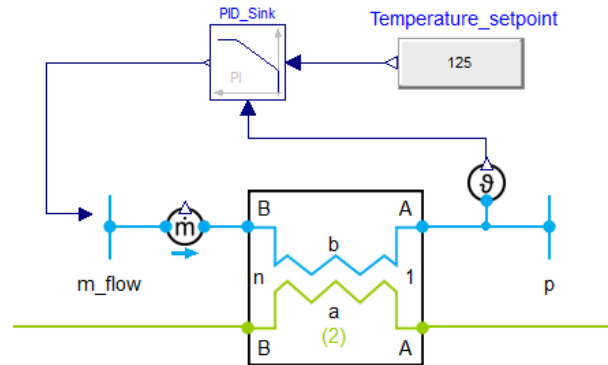 PID_Sink
Temperature_setpoint
PI
125
ϑ
B
A
ṁ
b
m_flow
n
1
p
a
(2)
B
A